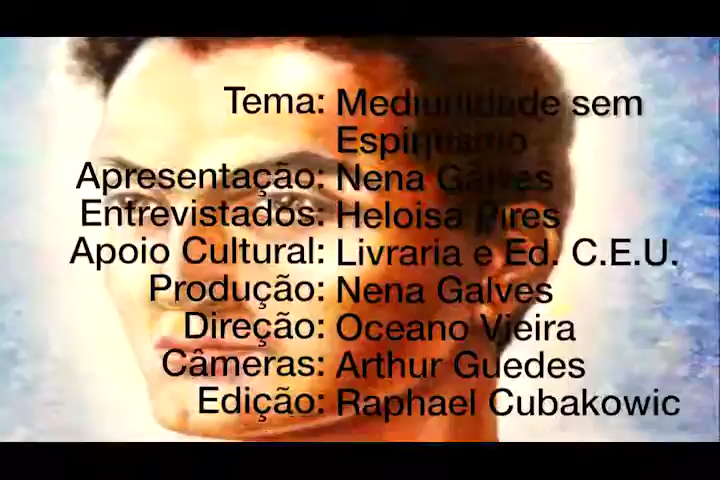 Tema: Mediunidade sem
Espiritismo
Apresentação: Nena Galves
Entrevistados: Heloisa Pires
Apoio Cultural: Livraria e Ed. C.E.U.
Produção: Nena Galves
Direção: Oceano Vieira
Câmeras: Arthur Guedes
Edição: Raphael Cubakowic